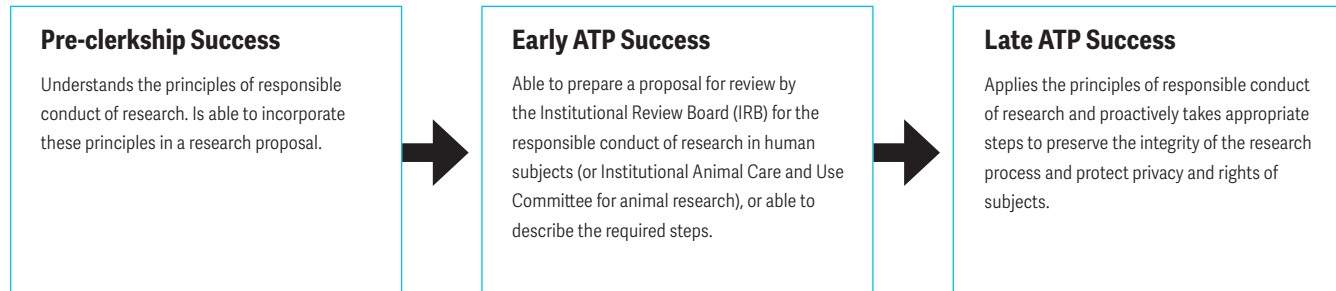 Pre-clerkship Success
Understands the principles of responsible
conduct of research. Is able to incorporate
these principles in a research proposal.
Early ATP Success
Able to prepare a proposal for review by
the Institutional Review Board (IRB) for the
responsible conduct of research in human
subjects (or Institutional Animal Care and Use
Committee for animal research), or able to
describe the required steps.
Late ATP Success
Applies the principles of responsible conduct
of research and proactively takes appropriate
steps to preserve the integrity of the research
process and protect privacy and rights of
subjects.